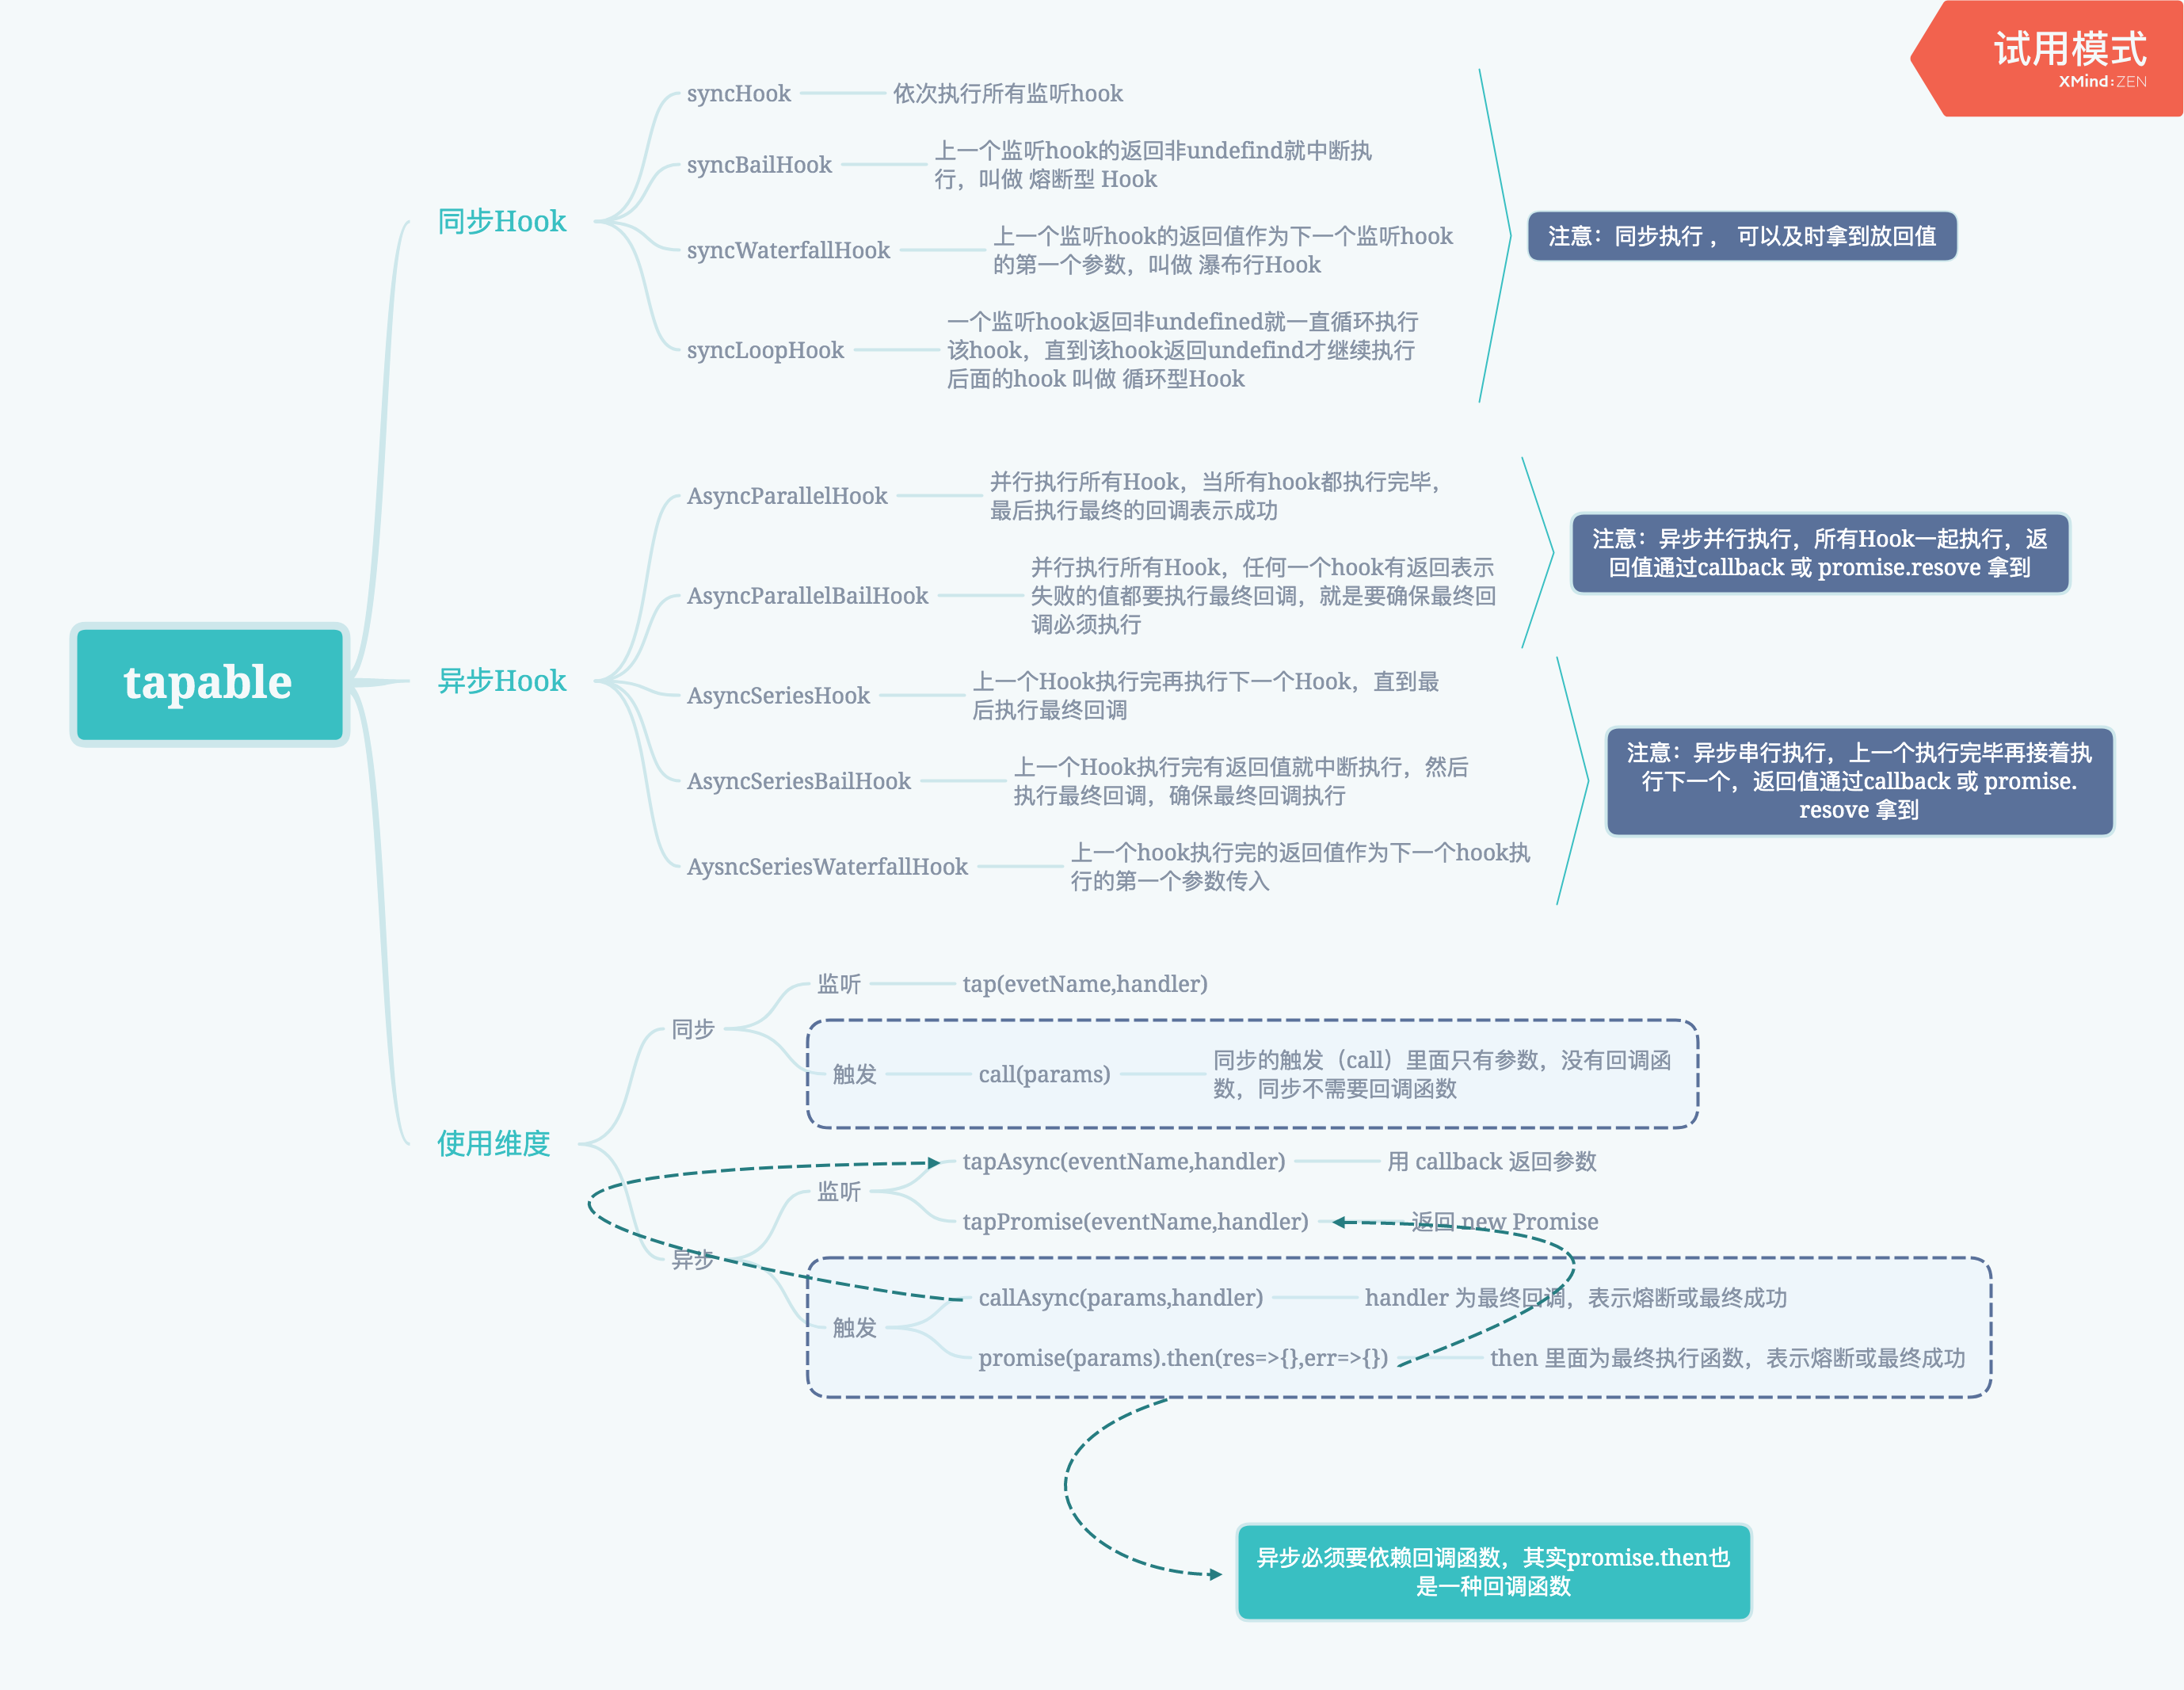 试用模式
XMind:ZEN
tapable
同步Hook
syncHook
依次执行所有监听hook
syncBailHook
上一个监听hook的返回非undefind就中断执
行，叫做 熔断型 Hook
syncWaterfallHook
上一个监听hook的返回值作为下一个监听hook
的第一个参数，叫做 瀑布行Hook
syncLoopHook
一个监听hook返回非undefined就一直循环执行
该hook，直到该hook返回undefind才继续执行
后面的hook 叫做 循环型Hook
注意：同步执行 ， 可以及时拿到放回值
异步Hook
AsyncParallelHook
并行执行所有Hook，当所有hook都执行完毕，
最后执行最终的回调表示成功
AsyncParallelBailHook
并行执行所有Hook，任何一个hook有返回表示
失败的值都要执行最终回调，就是要确保最终回
调必须执行
注意：异步并行执行，所有Hook一起执行，返
回值通过callback 或 promise.resove 拿到
AsyncSeriesHook
上一个Hook执行完再执行下一个Hook，直到最
后执行最终回调
AsyncSeriesBailHook
上一个Hook执行完有返回值就中断执行，然后
执行最终回调，确保最终回调执行
AysncSeriesWaterfallHook
上一个hook执行完的返回值作为下一个hook执
行的第一个参数传入
注意：异步串行执行，上一个执行完毕再接着执
行下一个，返回值通过callback 或 promise.
resove 拿到
使用维度
同步
监听
tap(evetName,handler)
触发
call(params)
同步的触发（call）里面只有参数，没有回调函
数，同步不需要回调函数
异步
监听
tapAsync(eventName,handler)
用 callback 返回参数
tapPromise(eventName,handler)
返回 new Promise
触发
callAsync(params,handler)
handler 为最终回调，表示熔断或最终成功
promise(params).then(res=>{},err=>{})
then 里面为最终执行函数，表示熔断或最终成功
异步必须要依赖回调函数，其实promise.then也
是一种回调函数